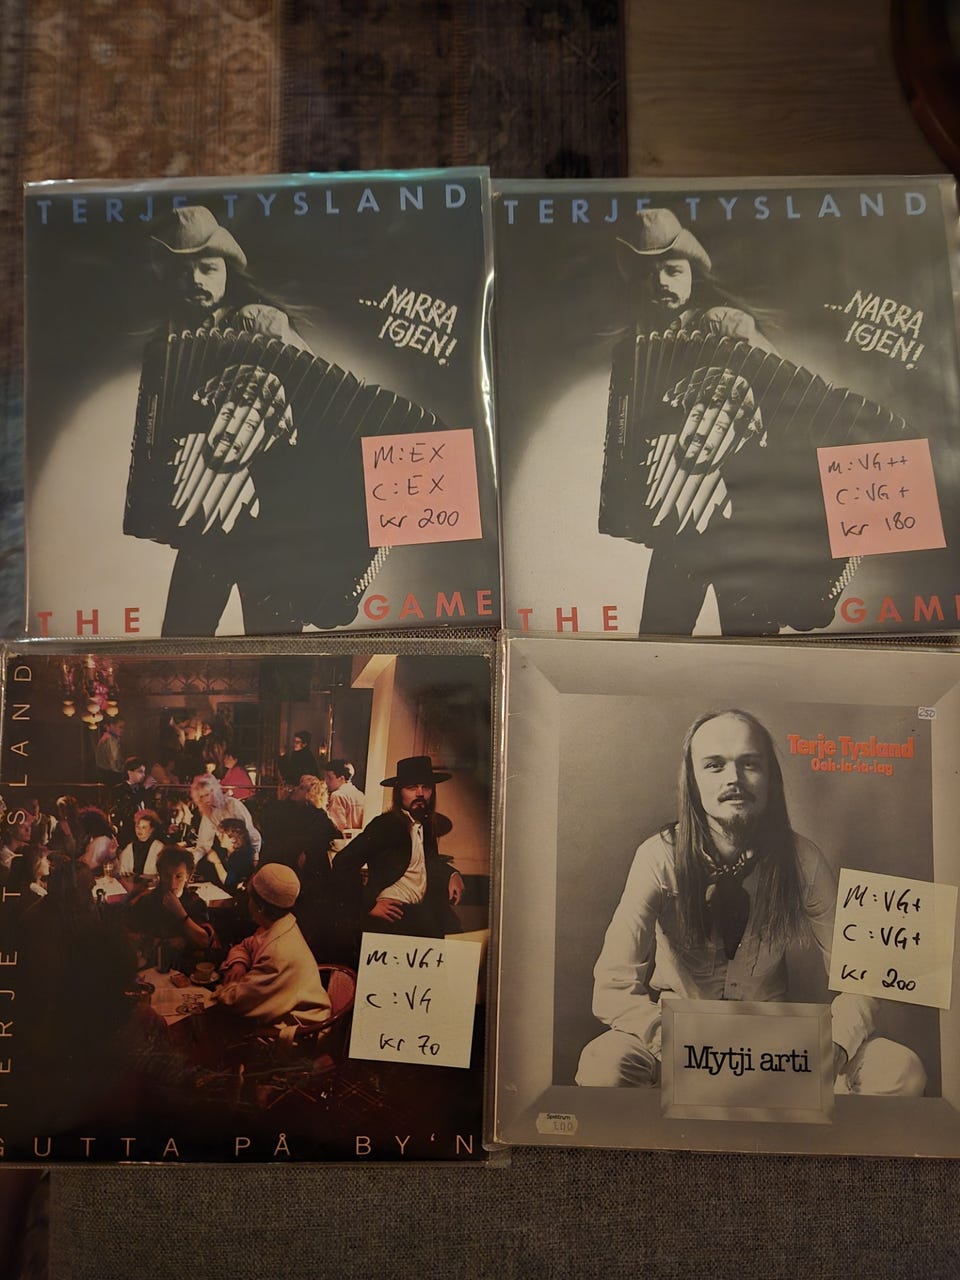 TERJE TYSLAND
...NARRA
IGJEN!
M: EX
C: EX
kr 200
THE GAME
TERJE TYSLAND
...NARRA
IGJEN!
M: VG++
C: VG+
kr 180
THE GAM
TERJE TYSLAND
M: VG+
C: VG
kr 70
GUTTA PÅ BY'N
250
Terje Tysland
Ooh-la-la-lag
M: VG+
C: VG+
kr 200
Mytji arti
Spectrum